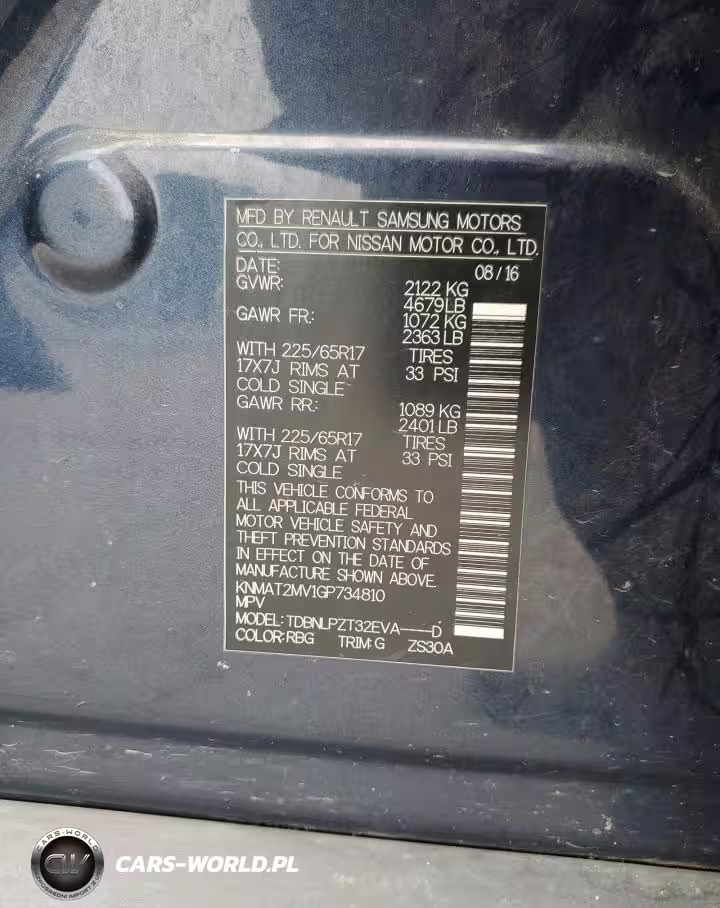 MFD BY RENAULT SAMSUNG MOTORS
CO., LTD. FOR NISSAN MOTOR CO., LTD.
DATE: 08/16
GVWR: 2122 KG
4679LB
GAWR FR: 1072 KG
2363 LB
WITH 225/65R17 TIRES
17X7J RIMS AT 33 PSI
COLD SINGLE
GAWR RR: 1089 KG
2401 LB
WITH 225/65R17 TIRES
17X7J RIMS AT 33 PSI
COLD SINGLE
THIS VEHICLE CONFORMS TO
ALL APPLICABLE FEDERAL
MOTOR VEHICLE SAFETY AND
THEFT PREVENTION STANDARDS
IN EFFECT ON THE DATE OF
MANUFACTURE SHOWN ABOVE.
KNMAT2MV1GP734810
MPV
MODEL: TDBNLPZT32EVA----D
COLOR: RBG TRIM: G ZS30A
CARS-WORLD
CW
CARS-WORLD.PL